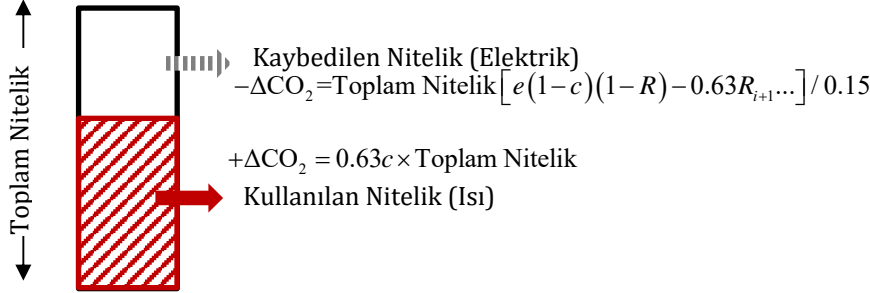 Toplam Nitelik
Kaybedilen Nitelik (Elektrik)
−ΔCO₂=Toplam Nitelik[e(1−c)(1−R)−0.63Rᵢ₊₁...]/0.15
+ΔCO₂ = 0.63c × Toplam Nitelik
Kullanılan Nitelik (Isı)